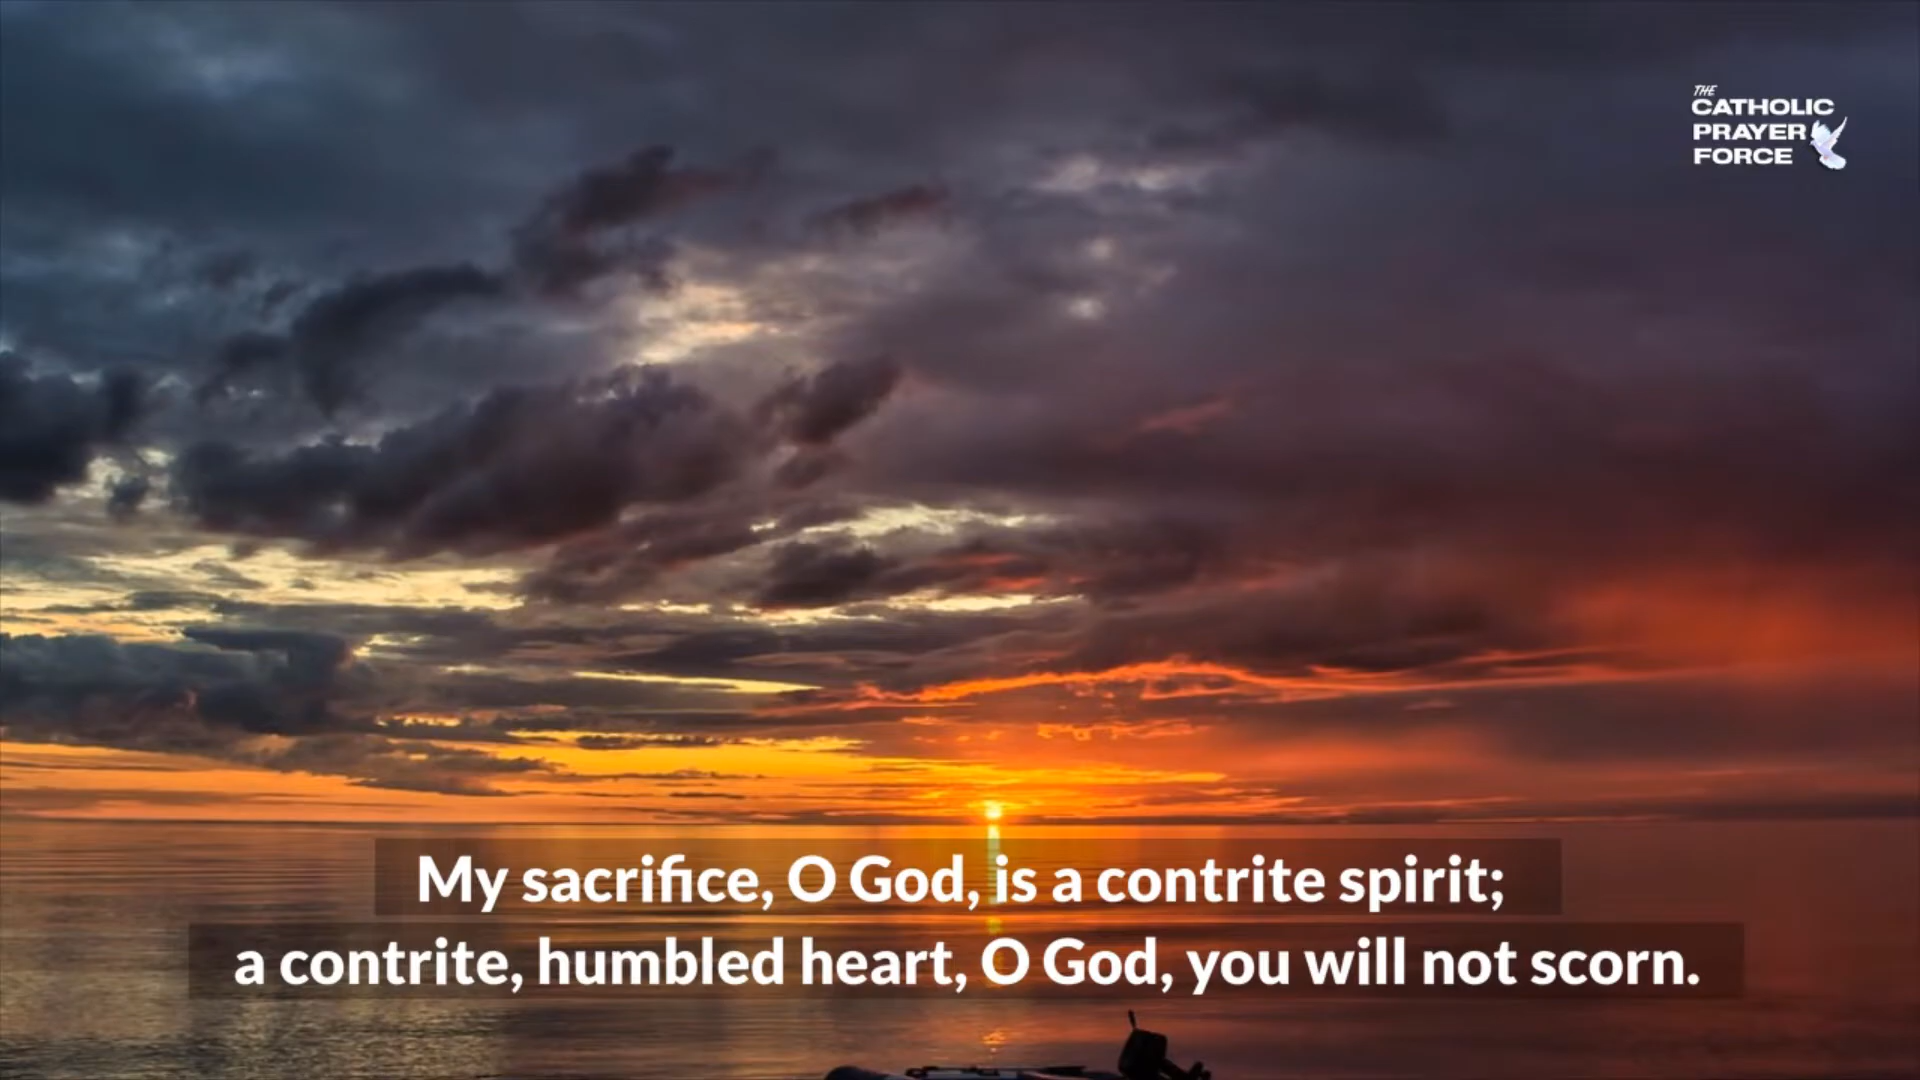 THE
CATHOLIC
PRAYER
FORCE
My sacrifice, O God, is a contrite spirit;
a contrite, humbled heart, O God, you will not scorn.